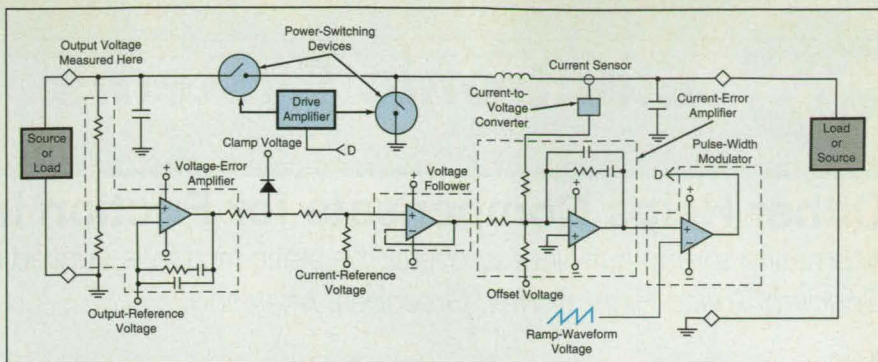 Output Voltage
Measured Here
Power-Switching
Devices
Current Sensor
Source
or
Load
Drive
Amplifier
D
Clamp Voltage
Current-to-
Voltage
Converter
Current-Error
Amplifier
Load
or
Source
Pulse-Width
Modulator
D
Voltage-Error
Amplifier
Voltage
Follower
Current-Reference
Voltage
Output-Reference
Voltage
Offset Voltage
Ramp-Waveform
Voltage